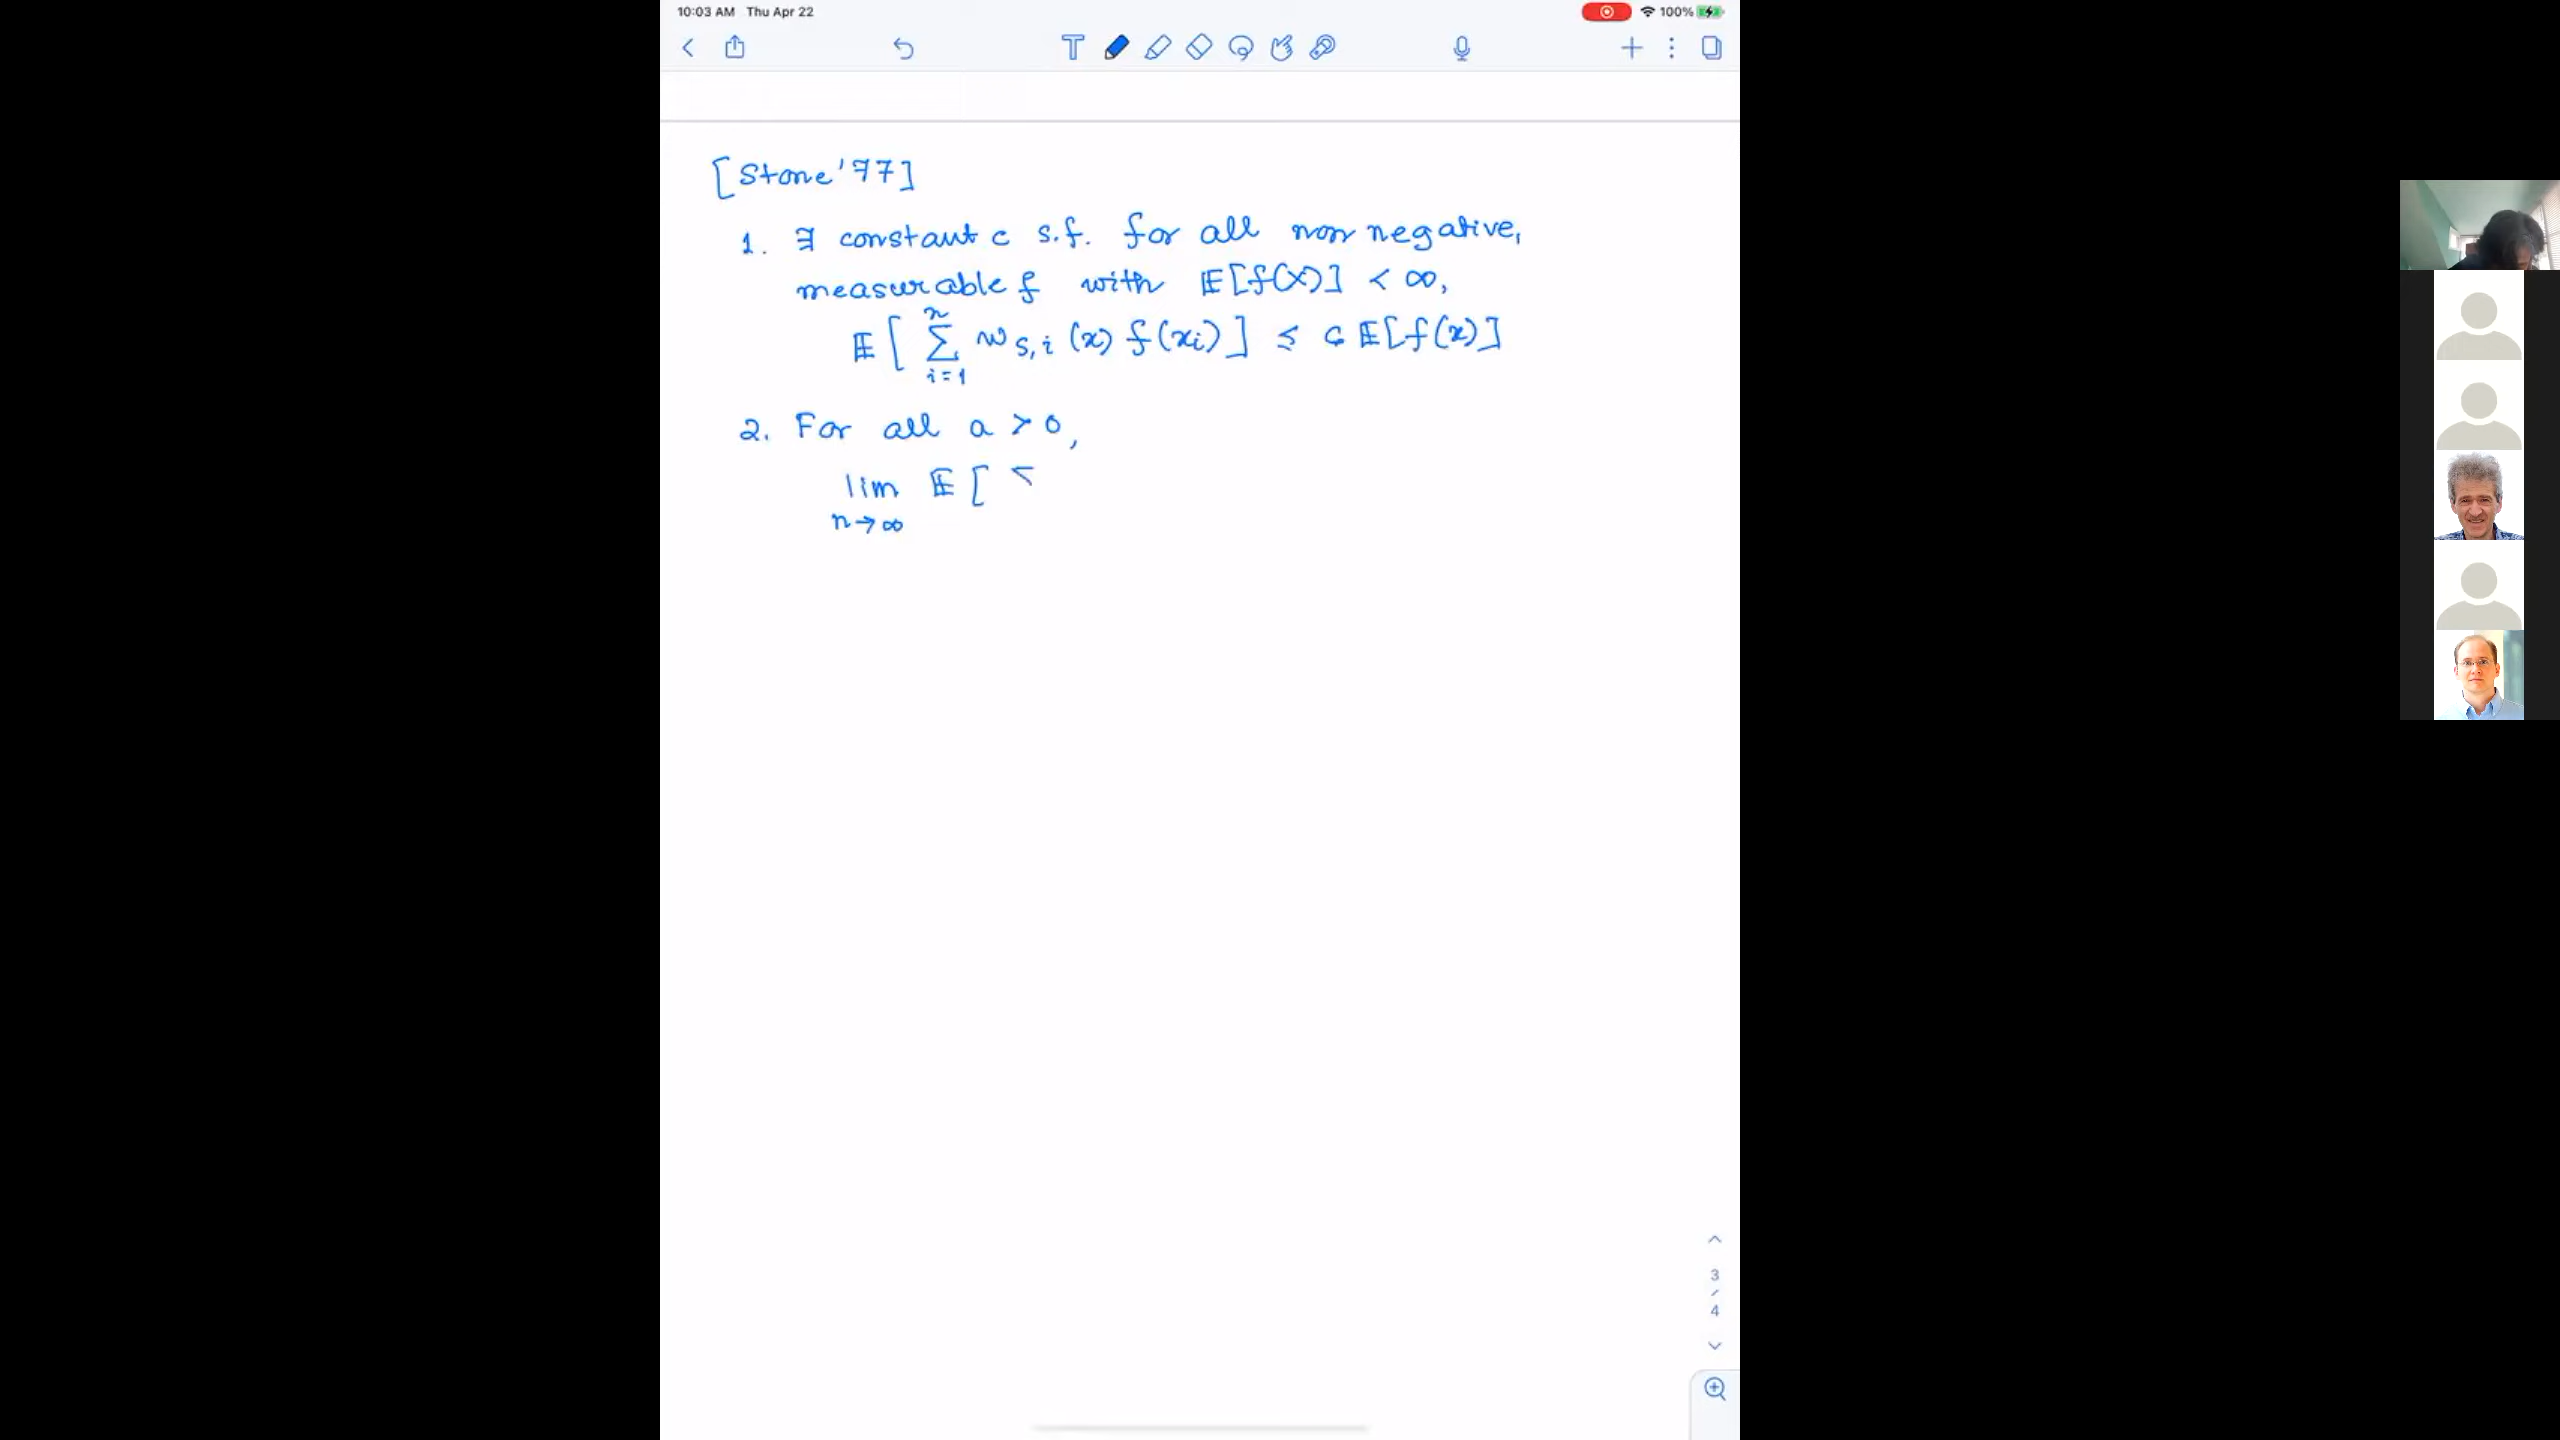 10:03 AM Thu Apr 22
100%
[Stone '77]
1. ∃ constant c s.t. for all non negative,
measurable f with 𝔼[f(X)] < ∞,
𝔼[ ∑_{i=1}^{n} w_{S,i}(x) f(x_i) ] ≤ c 𝔼[f(x)]
2. For all a > 0,
lim_{n→∞} 𝔼[
3
/
4